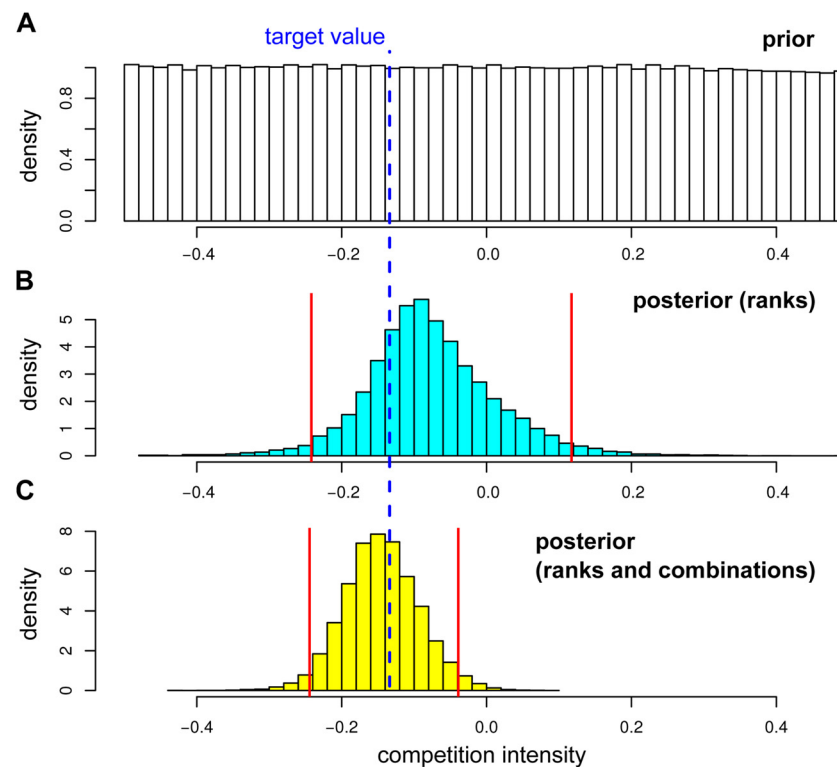 A
target value
prior
density
0.0 0.4 0.8
−0.4 −0.2 0.0 0.2 0.4
B
posterior (ranks)
density
0 1 2 3 4 5
−0.4 −0.2 0.0 0.2 0.4
C
posterior
(ranks and combinations)
density
0 2 4 6 8
−0.4 −0.2 0.0 0.2 0.4
competition intensity